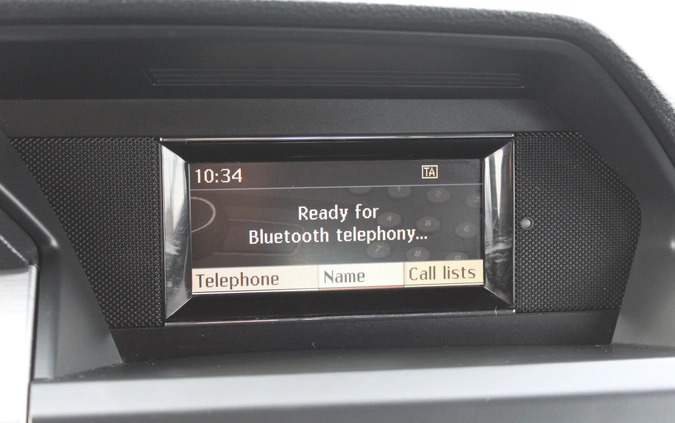 10:34 TA
Ready for
Bluetooth telephony...
Telephone Name Call lists